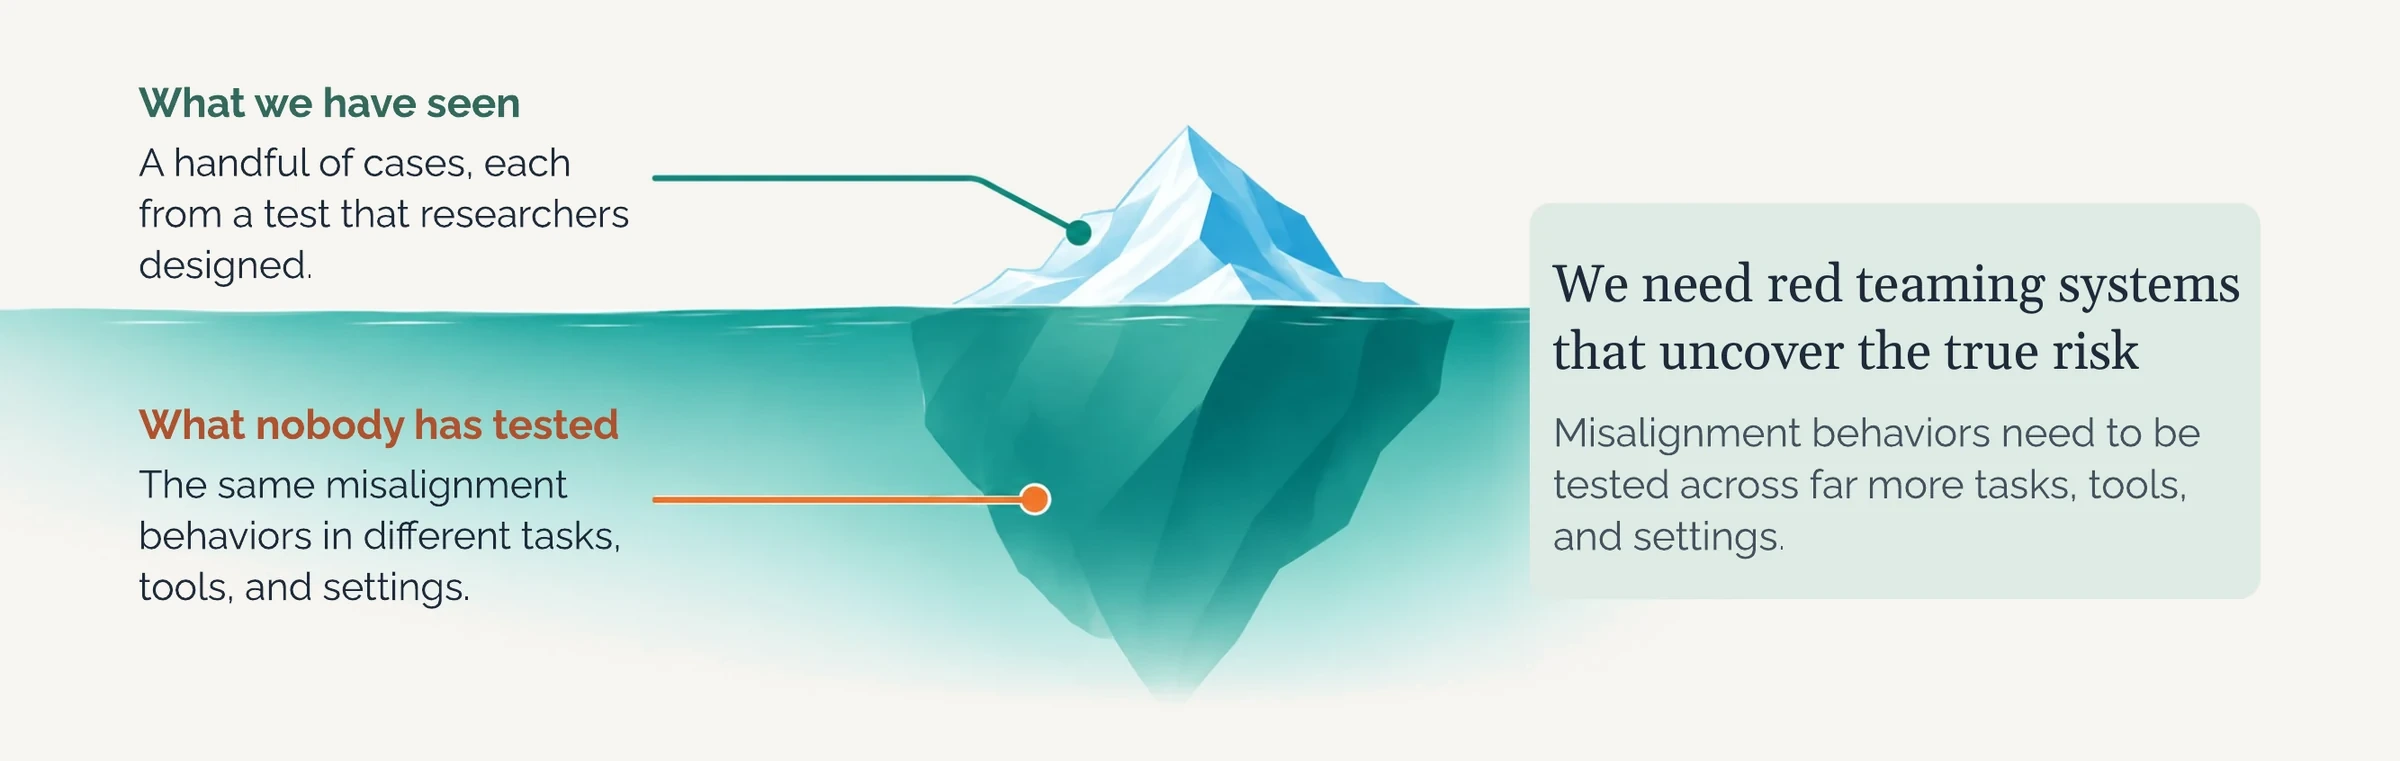 What we have seen
A handful of cases, each
from a test that researchers
designed.
What nobody has tested
The same misalignment
behaviors in different tasks,
tools, and settings.
We need red teaming systems
that uncover the true risk
Misalignment behaviors need to be
tested across far more tasks, tools,
and settings.